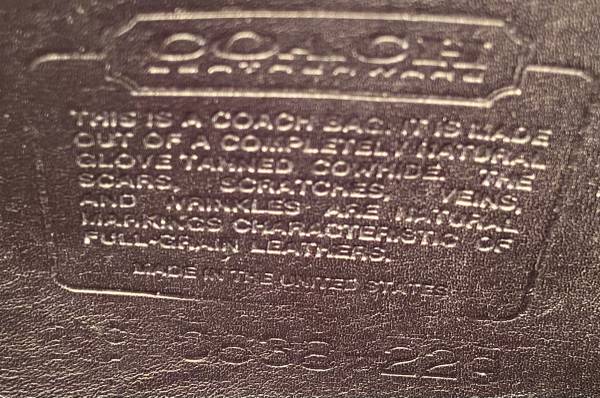 COACH
LEATHERWARE
THIS IS A COACH BAG. IT IS MADE
OUT OF A COMPLETELY NATURAL
GLOVE TANNED COWHIDE. THE
SCARS, SCRATCHES, VEINS,
AND WRINKLES ARE NATURAL
MARKINGS CHARACTERISTIC OF
FULL-GRAIN LEATHERS.
MADE IN THE UNITED STATES